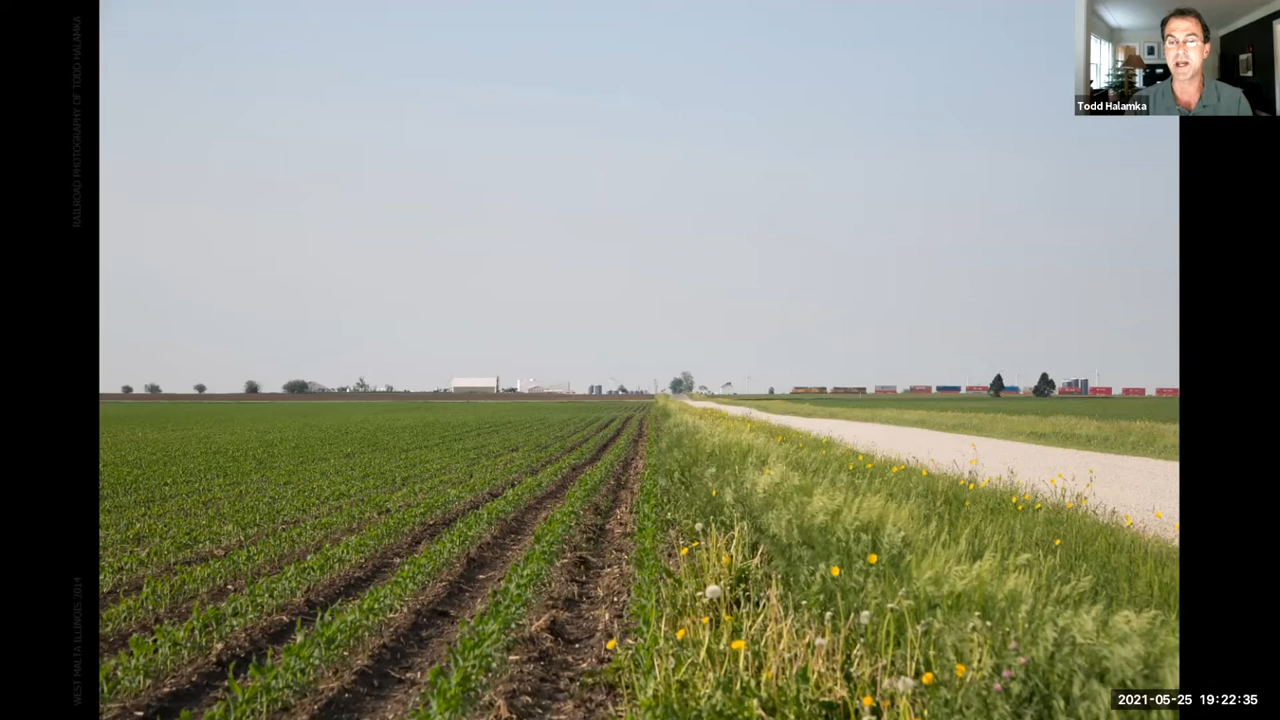 RAILROAD PHOTOGRAPHY OF TODD HALAMKA
Todd Halamka
WEST MALTA ILLINOIS 2014
2021-05-25 19:22:35